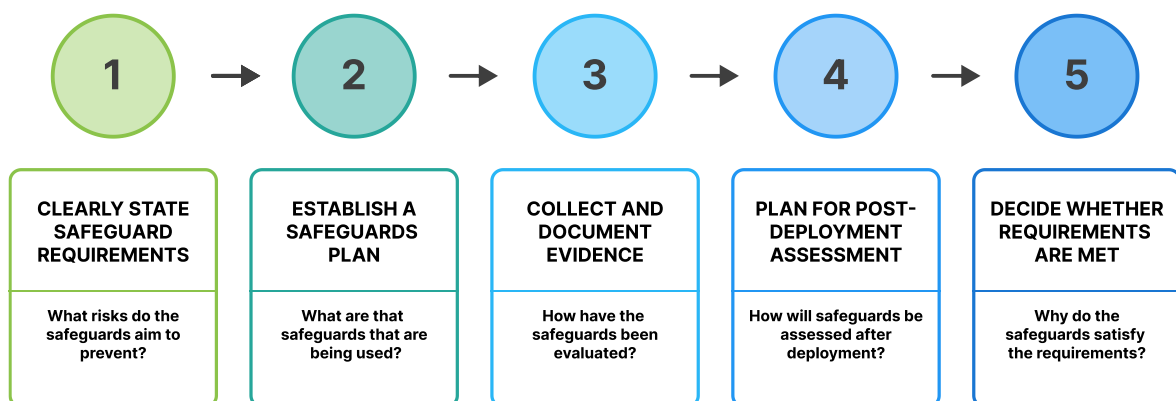 1
2
3
4
5
CLEARLY STATE
SAFEGUARD
REQUIREMENTS
What risks do the
safeguards aim to
prevent?
ESTABLISH A
SAFEGUARDS
PLAN
What are that
safeguards that are
being used?
COLLECT AND
DOCUMENT
EVIDENCE
How have the
safeguards been
evaluated?
PLAN FOR POST-
DEPLOYMENT
ASSESSMENT
How will safeguards be
assessed after
deployment?
DECIDE WHETHER
REQUIREMENTS
ARE MET
Why do the
safeguards satisfy
the requirements?